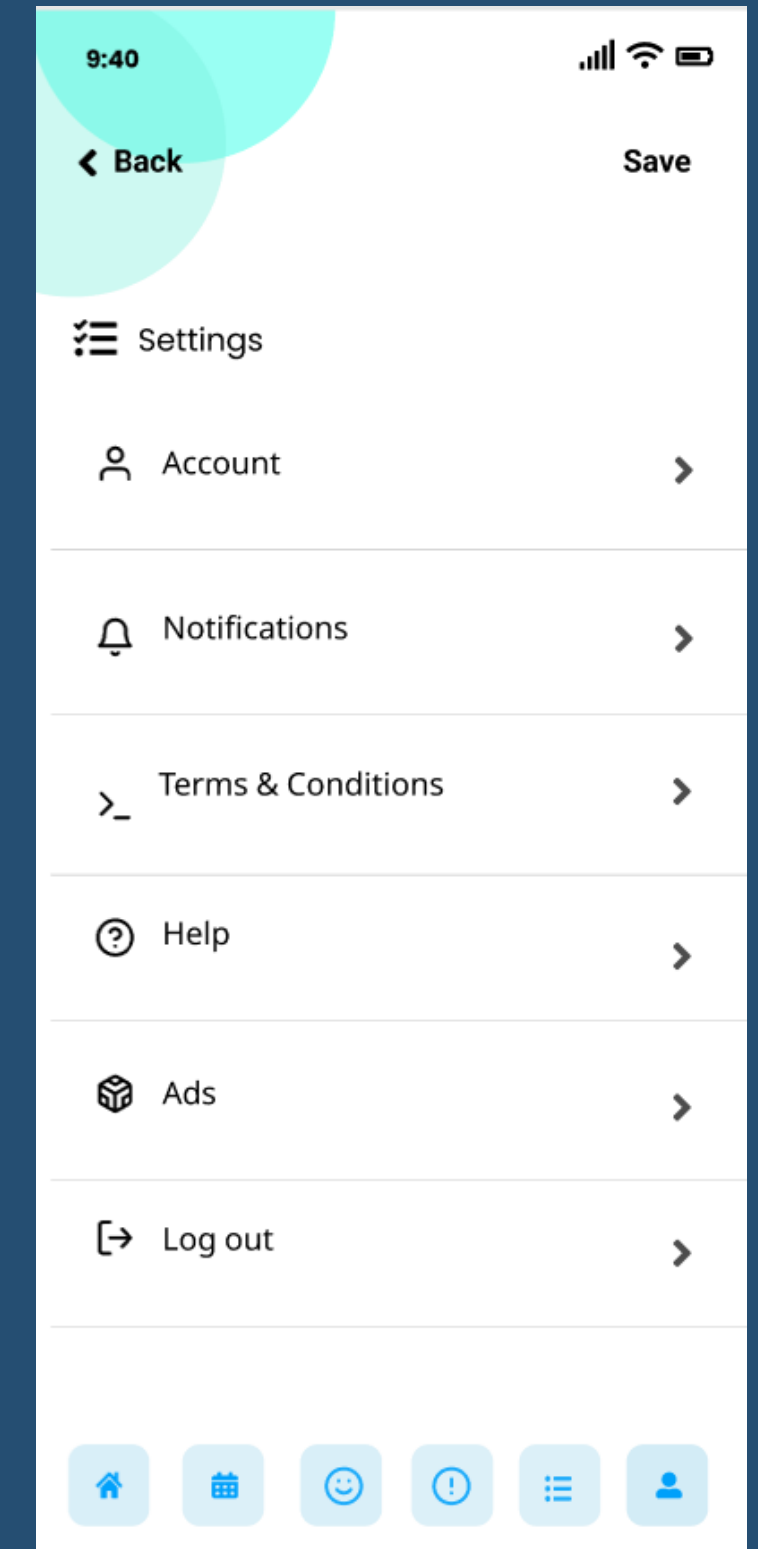 9:40
Back
Save
Settings
Account
Notifications
Terms & Conditions
Help
Ads
Log out